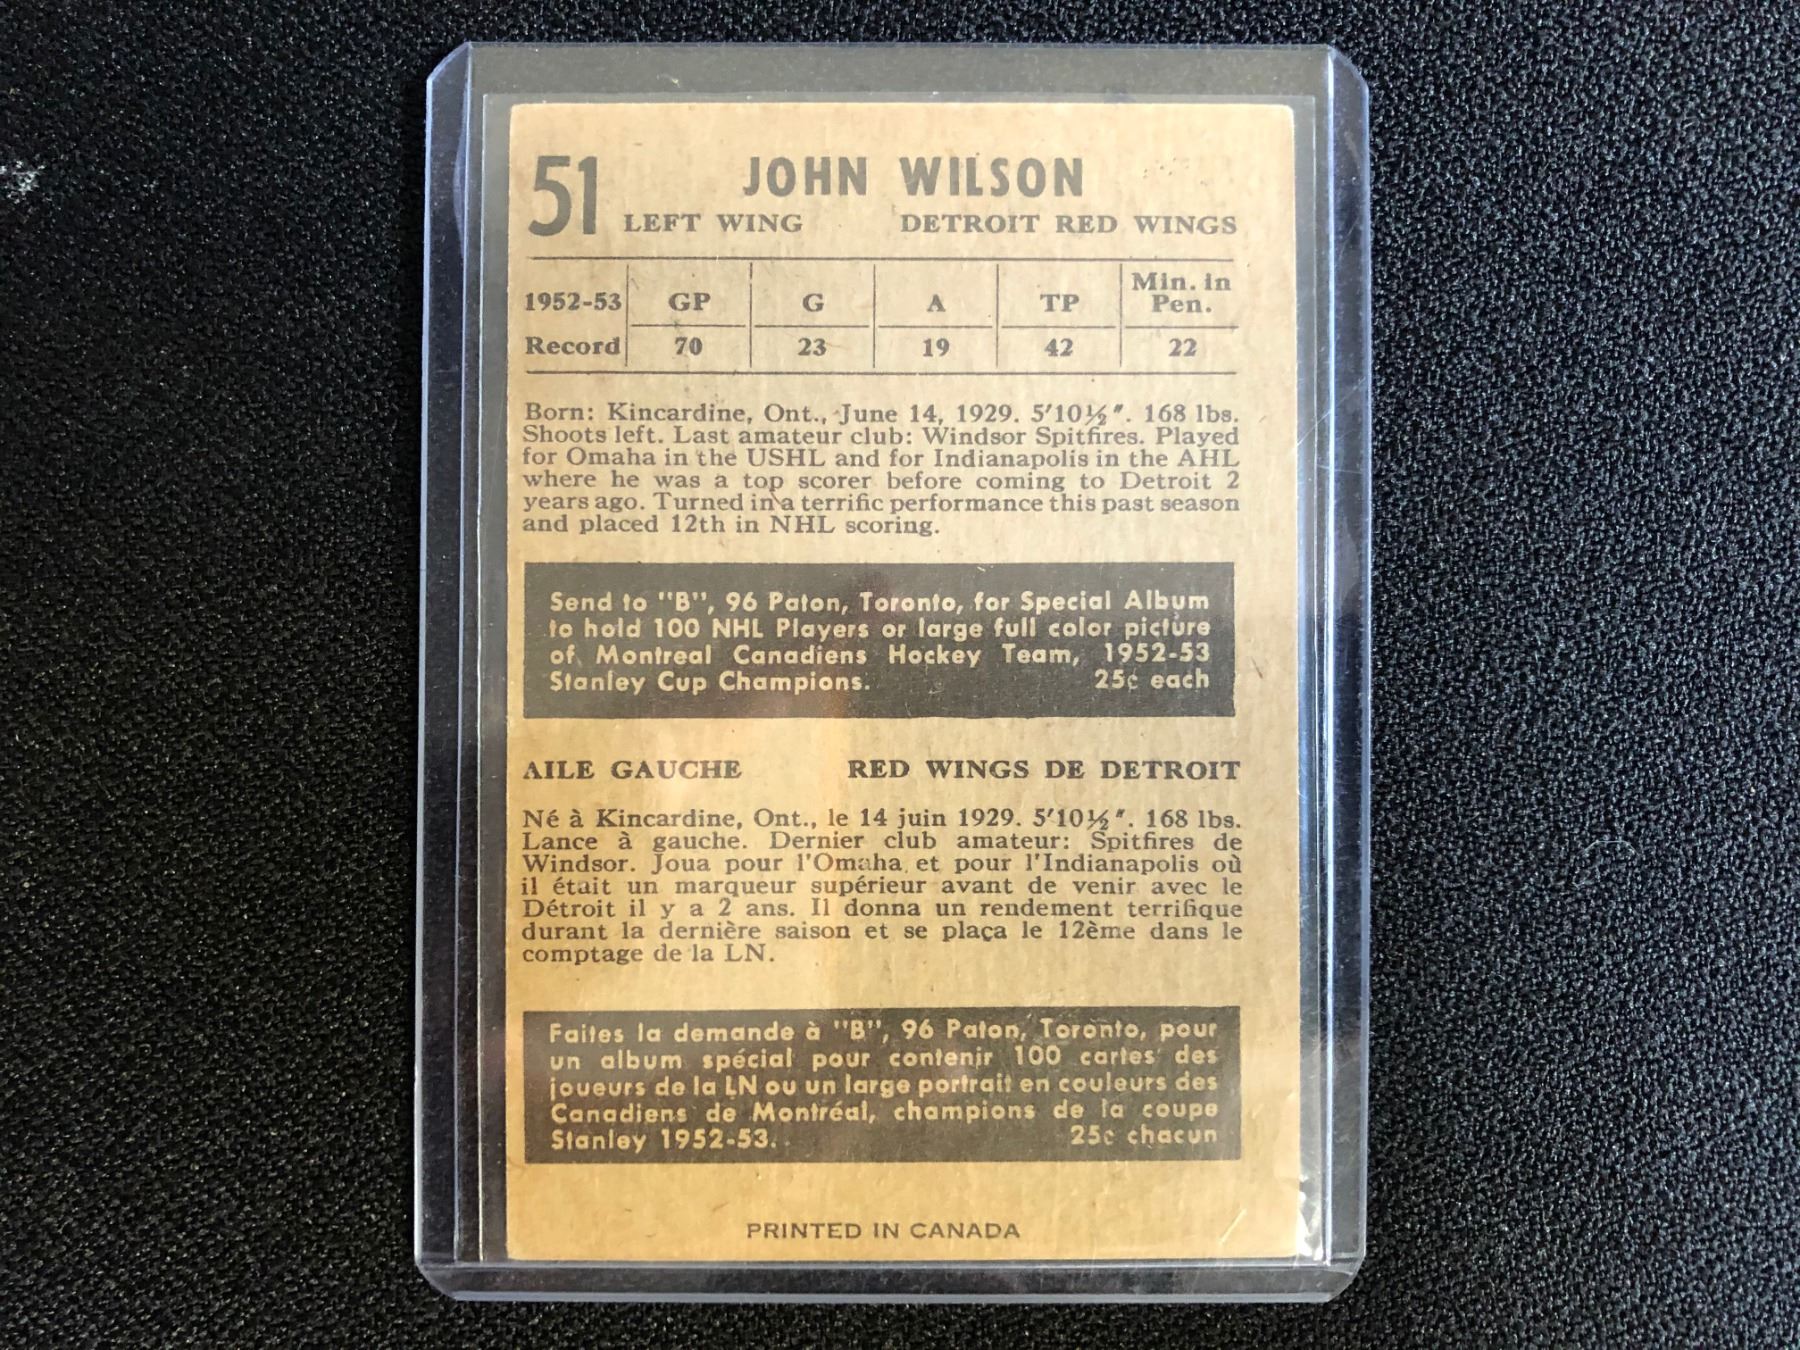 51 JOHN WILSON
LEFT WING DETROIT RED WINGS
1952-53 GP G A TP Min. in Pen.
Record 70 23 19 42 22
Born: Kincardine, Ont., June 14, 1929. 5'10½". 168 lbs.
Shoots left. Last amateur club: Windsor Spitfires. Played
for Omaha in the USHL and for Indianapolis in the AHL
where he was a top scorer before coming to Detroit 2
years ago. Turned in a terrific performance this past season
and placed 12th in NHL scoring.
Send to "B", 96 Paton, Toronto, for Special Album
to hold 100 NHL Players or large full color picture
of Montreal Canadiens Hockey Team, 1952-53
Stanley Cup Champions. 25¢ each
AILE GAUCHE RED WINGS DE DETROIT
Né à Kincardine, Ont., le 14 juin 1929. 5'10½". 168 lbs.
Lance à gauche. Dernier club amateur: Spitfires de
Windsor. Joua pour l'Omaha et pour l'Indianapolis où
il était un marqueur supérieur avant de venir avec le
Détroit il y a 2 ans. Il donna un rendement terrifique
durant la dernière saison et se plaça le 12ème dans le
comptage de la LN.
Faites la demande à "B", 96 Paton, Toronto, pour
un album spécial pour contenir 100 cartes des
joueurs de la LN ou un large portrait en couleurs des
Canadiens de Montréal, champions de la coupe
Stanley 1952-53. 25¢ chacun
PRINTED IN CANADA